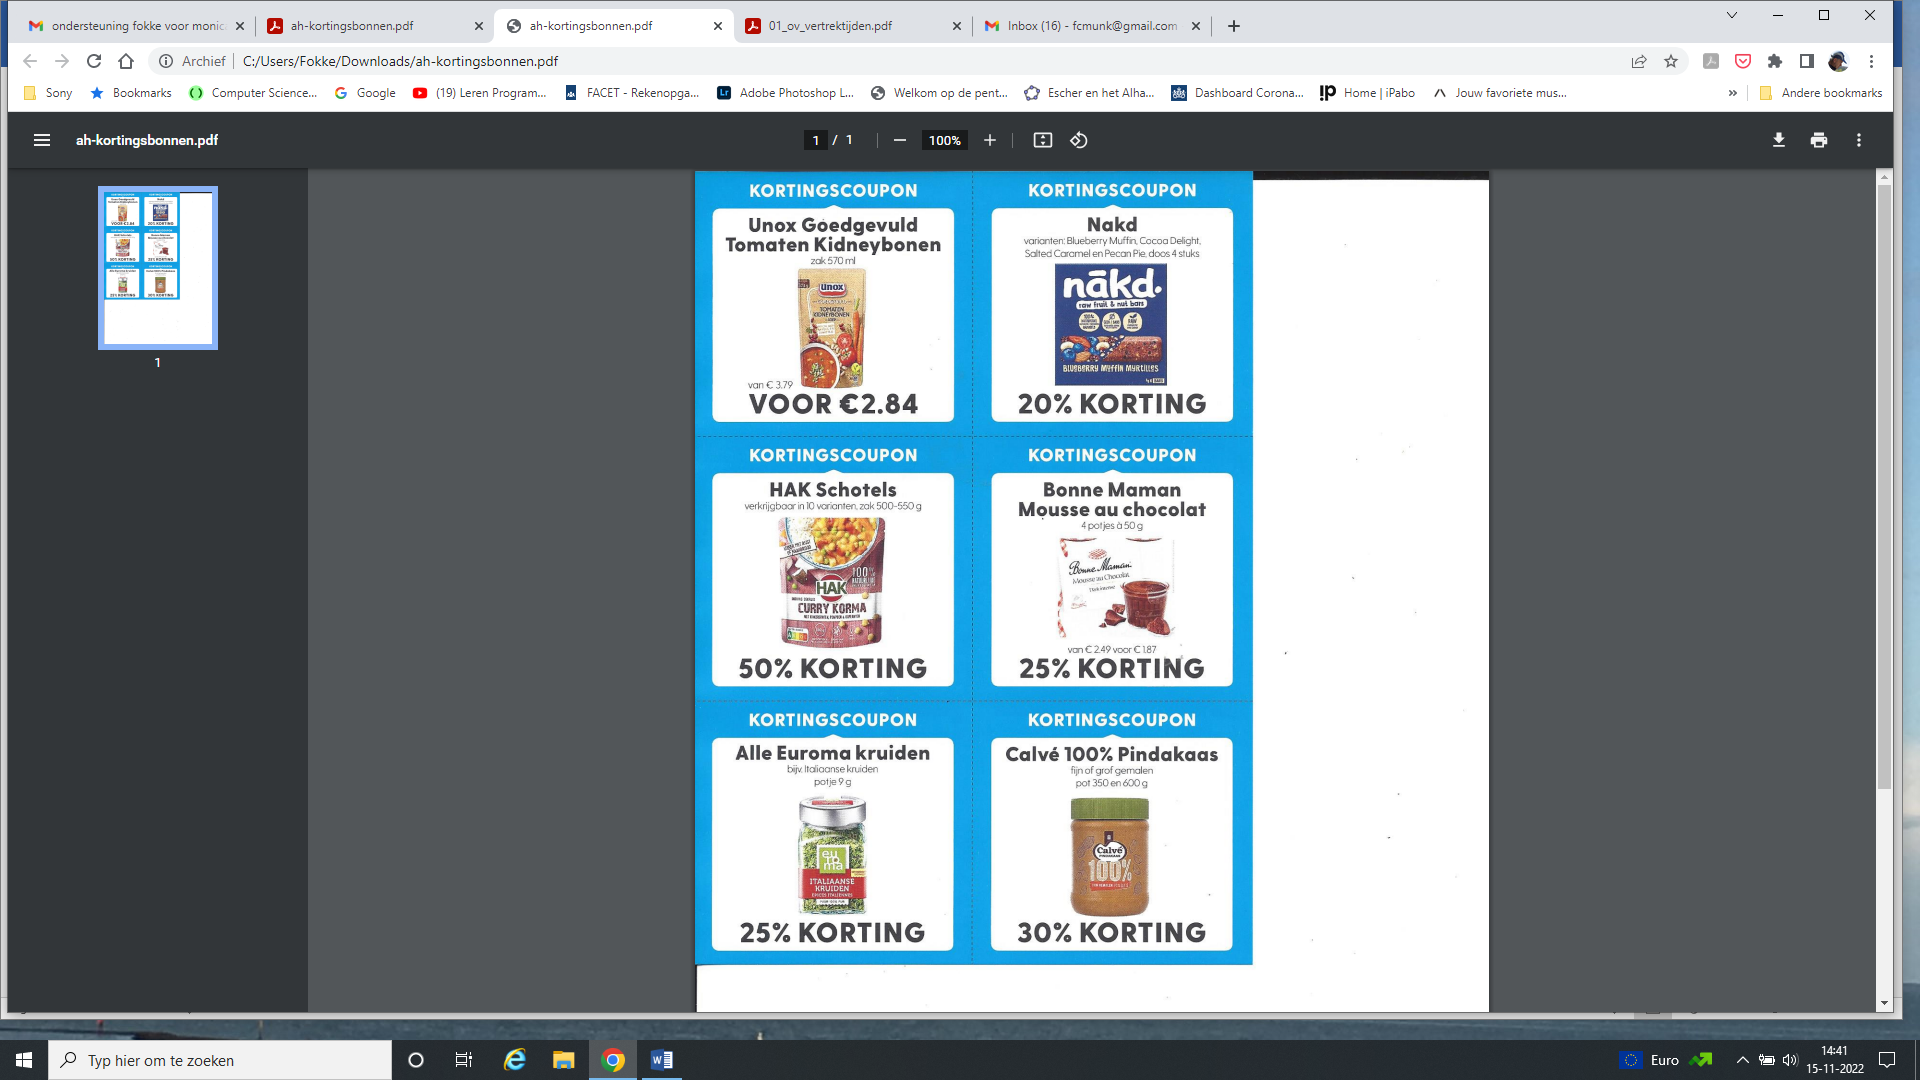 ondersteuning fokke voor monic
ah-kortingsbonnen.pdf
ah-kortingsbonnen.pdf
01_ov_vertrektijden.pdf
Inbox (16) - fcmunk@gmail.com
Archief
C:/Users/Fokke/Downloads/ah-kortingsbonnen.pdf
Sony
Bookmarks
Computer Science...
Google
(19) Leren Program...
FACET - Rekenopga...
Adobe Photoshop L...
Welkom op de pent...
Escher en het Alha...
Dashboard Corona...
Home | iPabo
Jouw favoriete mus...
Andere bookmarks
ah-kortingsbonnen.pdf
1 / 1
100%
1
KORTINGSCOUPON
Unox Goedgevuld
Tomaten Kidneybonen
zak 570 ml
unox
TOMATEN
KIDNEYBONEN
van € 3.79
VOOR €2.84
KORTINGSCOUPON
Nakd
varianten: Blueberry Muffin, Cocoa Delight,
Salted Caramel en Pecan Pie, doos 4 stuks
nākd.
raw fruit & nut bars
BLUEBERRY MUFFIN MYRTILLES
20% KORTING
KORTINGSCOUPON
HAK Schotels
verkrijgbaar in 10 varianten, zak 500-550 g
100%
HAK
CURRY KORMA
50% KORTING
KORTINGSCOUPON
Bonne Maman
Mousse au chocolat
4 potjes à 50 g
Bonne Maman
Mousse au Chocolat
van € 2.49 voor € 1.87
25% KORTING
KORTINGSCOUPON
Alle Euroma kruiden
bijv. Italiaanse kruiden
potje 9 g
euroma
ITALIAANSE
KRUIDEN
EPICES ITALIENNES
25% KORTING
KORTINGSCOUPON
Calvé 100% Pindakaas
fijn of grof gemalen
pot 350 en 600 g
Calvé
PINDAKAAS
100%
30% KORTING
Typ hier om te zoeken
Euro
14:41
15-11-2022